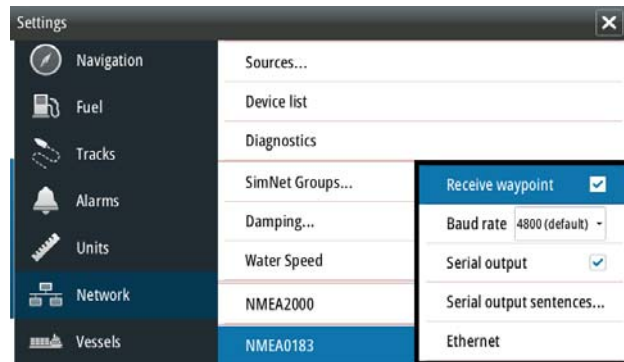 Settings
Navigation
Fuel
Tracks
Alarms
Units
Network
Vessels
Sources...
Device list
Diagnostics
SimNet Groups...
Damping...
Water Speed
NMEA2000
NMEA0183
Receive waypoint
Baud rate 4800 (default)
Serial output
Serial output sentences...
Ethernet